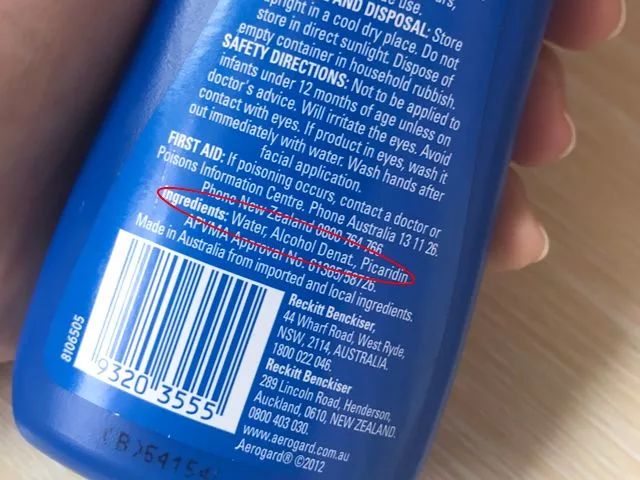 use.
AND DISPOSAL: Store
upright in a cool dry place. Do not
store in direct sunlight. Dispose of
empty container in household rubbish.
SAFETY DIRECTIONS: Not to be applied to
infants under 12 months of age unless on
doctor's advice. Will irritate the eyes. Avoid
contact with eyes. If product in eyes, wash it
out immediately with water. Wash hands after
facial application.
FIRST AID: If poisoning occurs, contact a doctor or
Poisons Information Centre. Phone Australia 13 11 26.
Phone New Zealand 0800 764 766.
Ingredients: Water, Alcohol Denat., Picaridin
APVMA Approval No. 61385/58726.
Made in Australia from imported and local ingredients.
Reckitt Benckiser,
44 Wharf Road, West Ryde,
NSW, 2114, AUSTRALIA.
1800 022 046.
Reckitt Benckiser
289 Lincoln Road, Henderson,
Auckland, 0610, NEW ZEALAND.
0800 403 030.
www.aerogard.com.au
Aerogard® ©2012
8106505
9320 3555